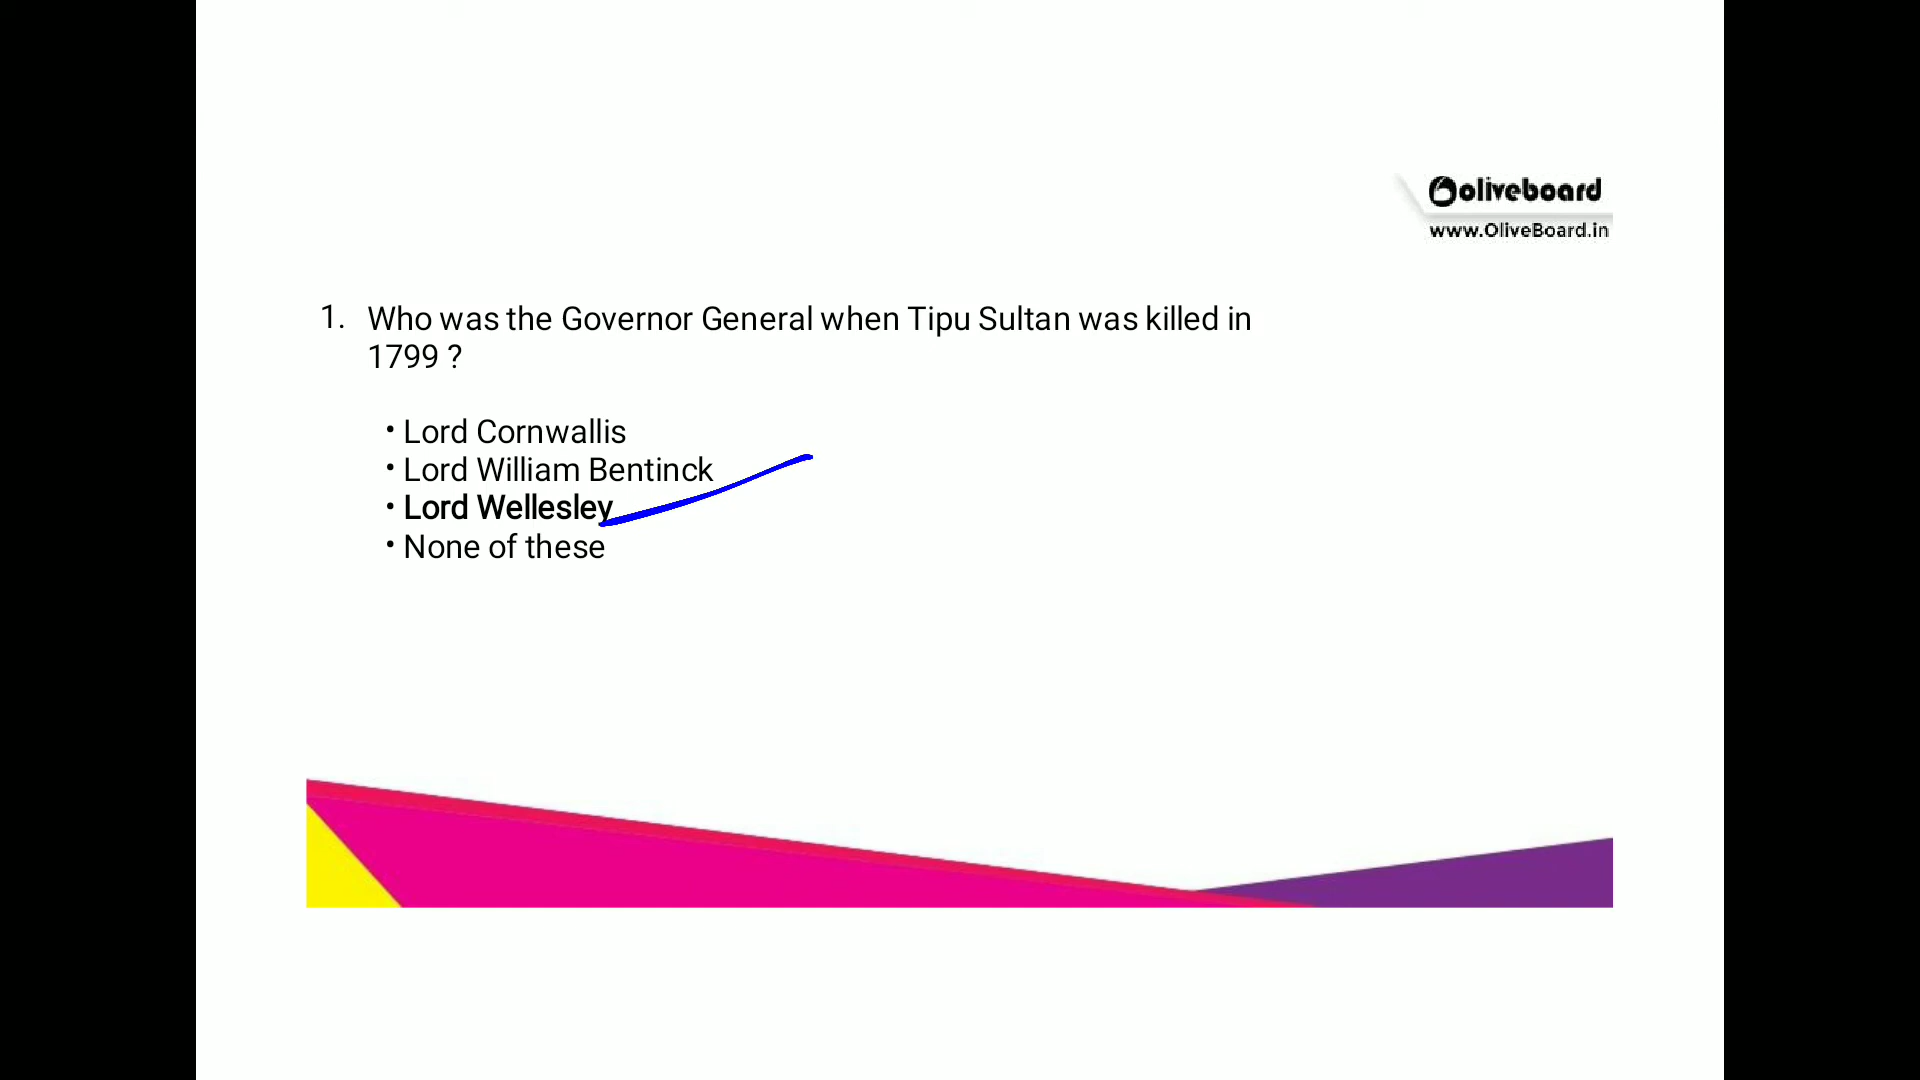 oliveboard
www.OliveBoard.in
1. Who was the Governor General when Tipu Sultan was killed in
1799 ?
• Lord Cornwallis
• Lord William Bentinck
• Lord Wellesley
• None of these